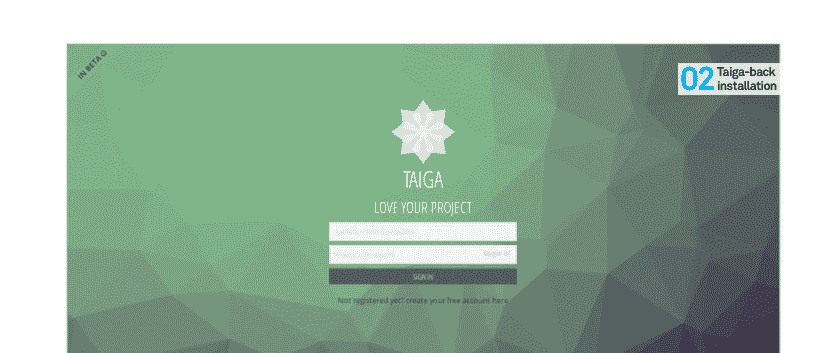 IN BETA
02 Taiga-back
installation
TAIGA
LOVE YOUR PROJECT
SIGN IN
Not registered yet? create your free account here